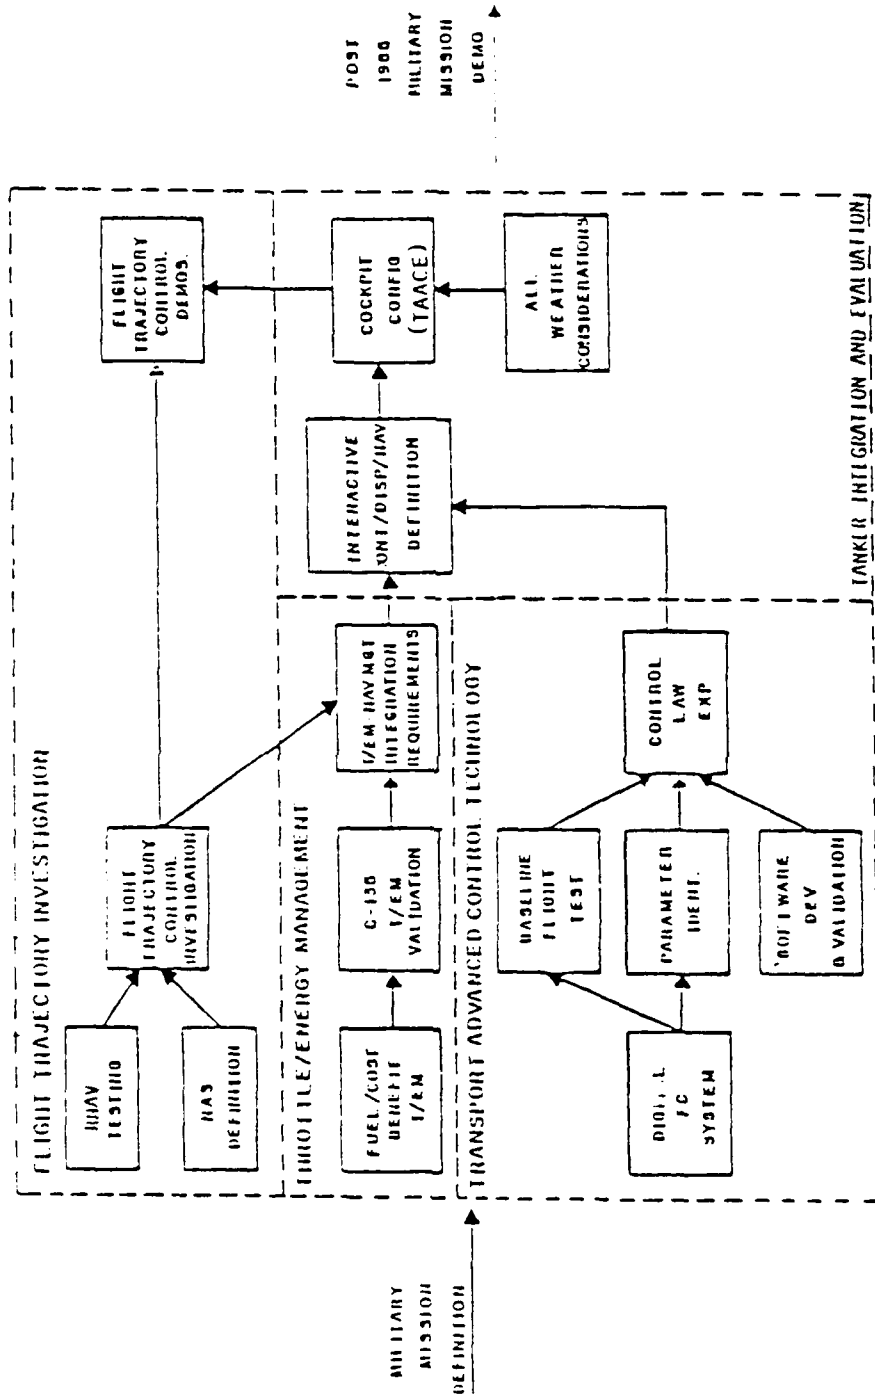 MILITARY
MISSION
DEFINITION
FLIGHT TRAJECTORY INVESTIGATION
RNAV
TESTING
NAS
DEFINITION
FLIGHT
TRAJECTORY
CONTROL
INVESTIGATION
FLIGHT
TRAJECTORY
CONTROL
DEMOS.
THROTTLE/ENERGY MANAGEMENT
FUEL/COST
BENEFIT
T/EM
C-135
T/EM
VALIDATION
T/EM-NAV MGT
INTEGRATION
REQUIREMENTS
TRANSPORT ADVANCED CONTROL TECHNOLOGY
SYSTEM
BASELINE
FLIGHT
TEST
PARAMETER
IDENT.
SOFTWARE
DEV
& VALIDATION
CONTROL
LAW
EXP
INTERACTIVE
CONT/DISP/NAV
DEFINITION
COCKPIT
CONFIG
(TAACE)
ALL
WEATHER
CONSIDERATIONS
TANKER INTEGRATION AND EVALUATION
POST
1986
MILITARY
MISSION
DEMO